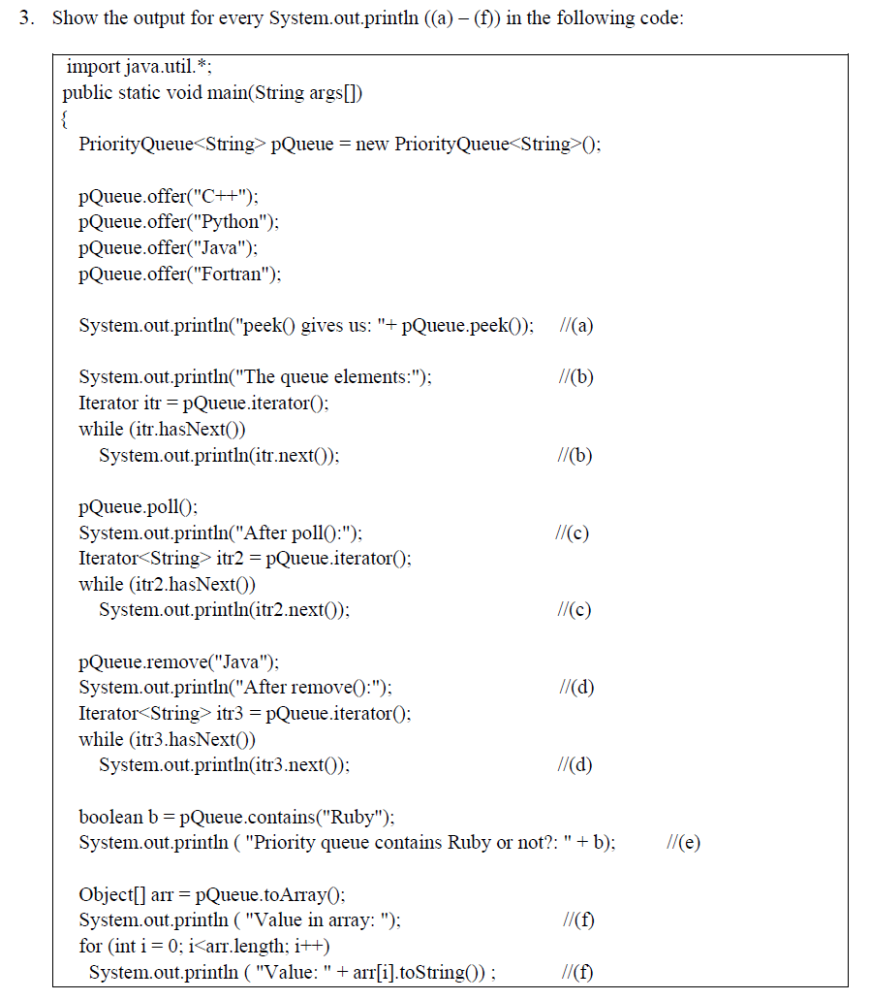 3. Show the output for every System.out.println ((a) – (f)) in the following code:
import java.util.*;
public static void main(String args[])
{
PriorityQueue<String> pQueue = new PriorityQueue<String>();
pQueue.offer("C++");
pQueue.offer("Python");
pQueue.offer("Java");
pQueue.offer("Fortran");
System.out.println("peek() gives us: "+ pQueue.peek()); //(a)
System.out.println("The queue elements:"); //(b)
Iterator itr = pQueue.iterator();
while (itr.hasNext())
System.out.println(itr.next()); //(b)
pQueue.poll();
System.out.println("After poll():"); //(c)
Iterator<String> itr2 = pQueue.iterator();
while (itr2.hasNext())
System.out.println(itr2.next()); //(c)
pQueue.remove("Java");
System.out.println("After remove():"); //(d)
Iterator<String> itr3 = pQueue.iterator();
while (itr3.hasNext())
System.out.println(itr3.next()); //(d)
boolean b = pQueue.contains("Ruby");
System.out.println ( "Priority queue contains Ruby or not?: " + b); //(e)
Object[] arr = pQueue.toArray();
System.out.println ( "Value in array: "); //(f)
for (int i = 0; i<arr.length; i++)
System.out.println ( "Value: " + arr[i].toString()) ; //(f)